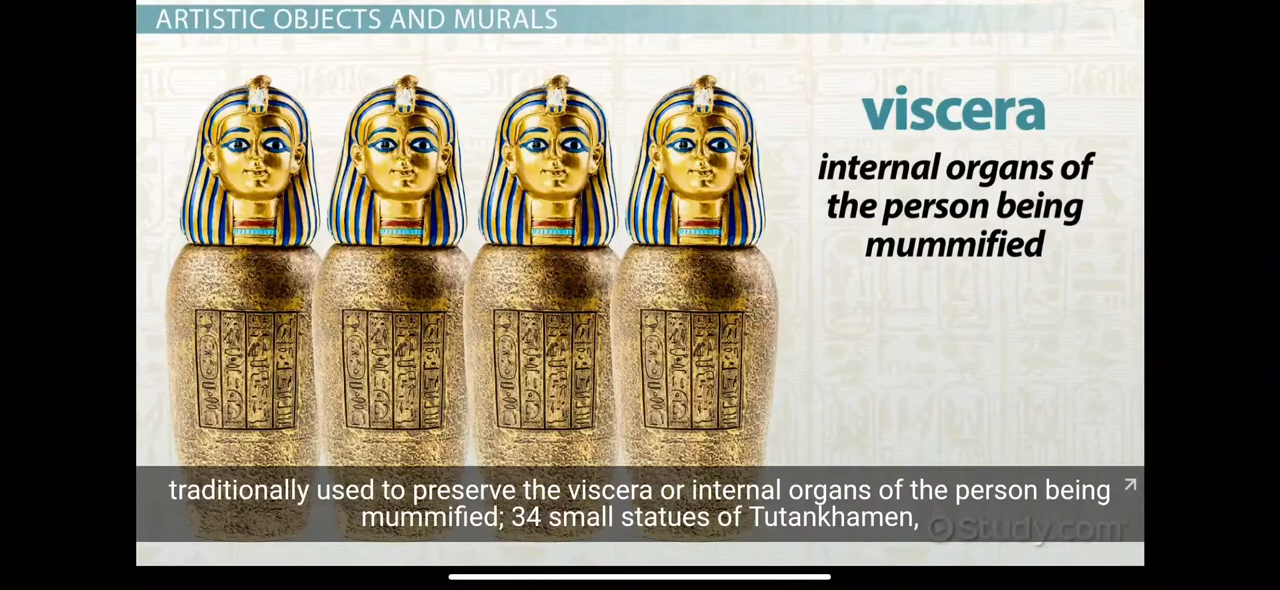 ARTISTIC OBJECTS AND MURALS
viscera
internal organs of
the person being
mummified
traditionally used to preserve the viscera or internal organs of the person being
mummified; 34 small statues of Tutankhamen,
Study.com